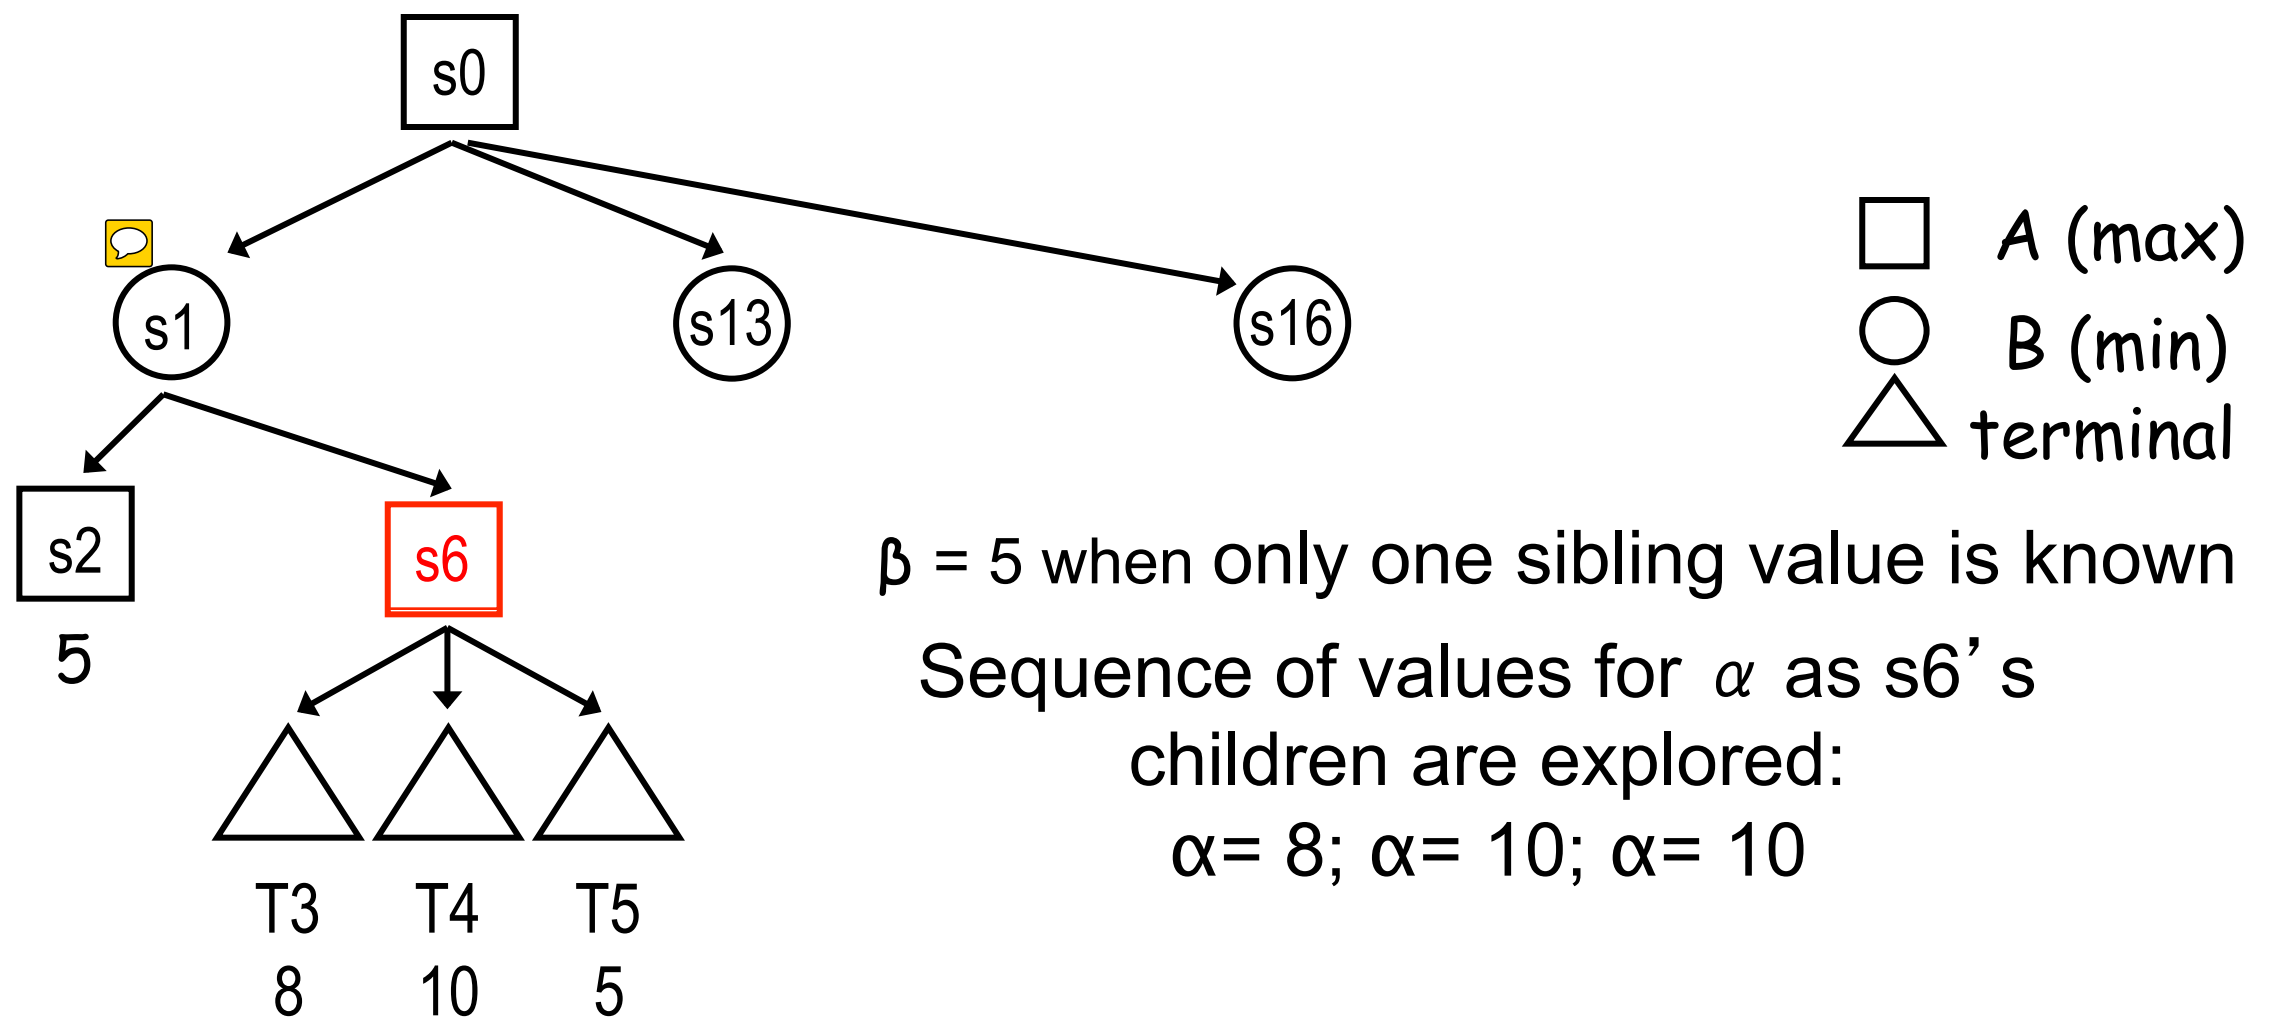 s0
A (max)
s1
s13
s16
B (min)
terminal
s2
s6
β = 5 when only one sibling value is known
5
Sequence of values for α as s6’s
children are explored:
α= 8; α= 10; α= 10
T3 T4 T5
8 10 5